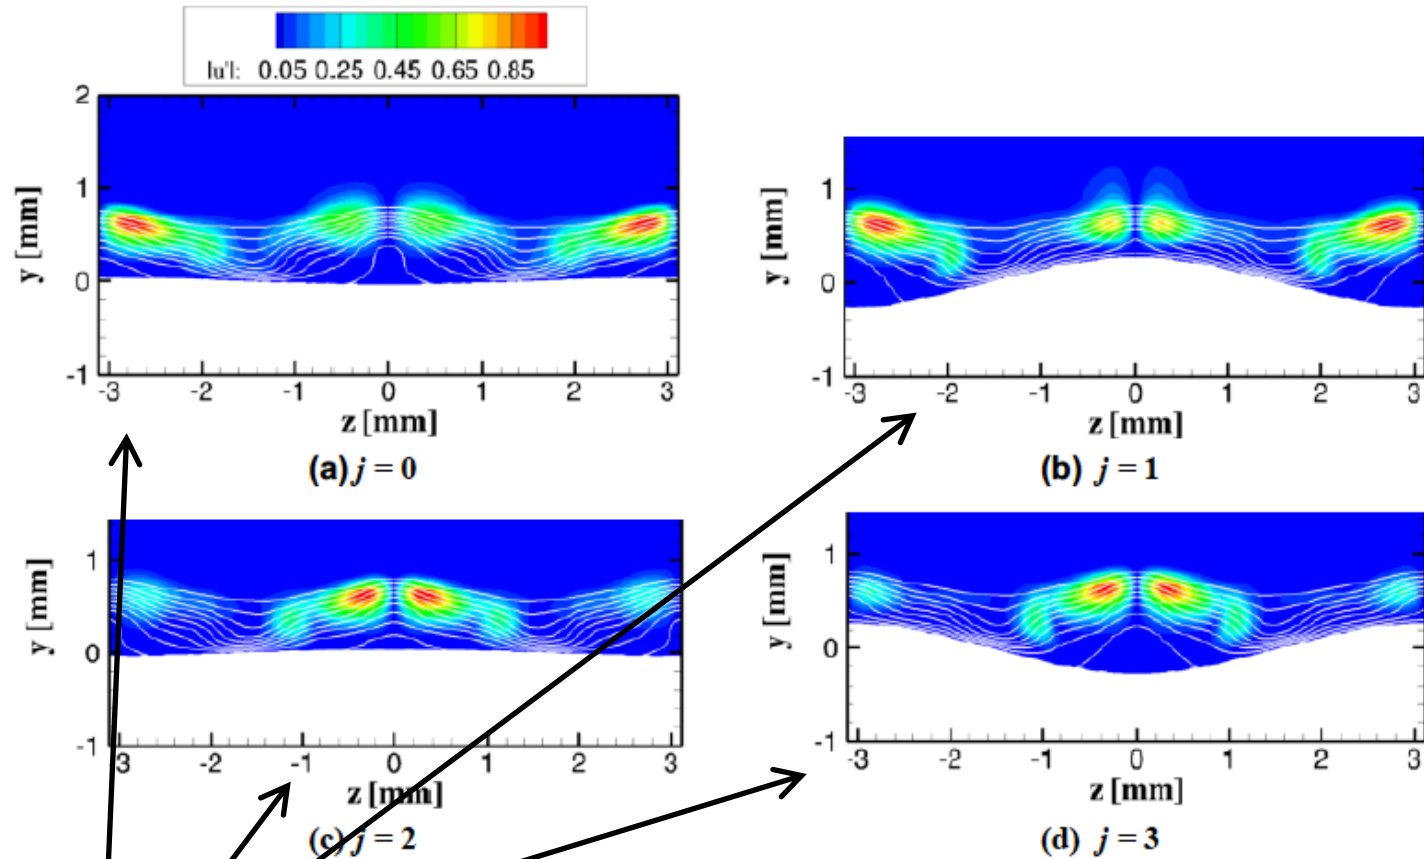 |u'|: 0.05 0.25 0.45 0.65 0.85
2
1
0
-1
y [mm]
-3 -2 -1 0 1 2 3
z [mm]
(a) j = 0
1
0
-1
y [mm]
-3 -2 -1 0 1 2 3
z [mm]
(b) j = 1
1
0
-1
y [mm]
3 -2 -1 0 1 2 3
z [mm]
(c) j = 2
1
0
-1
y [mm]
-3 -2 -1 0 1 2 3
z [mm]
(d) j = 3